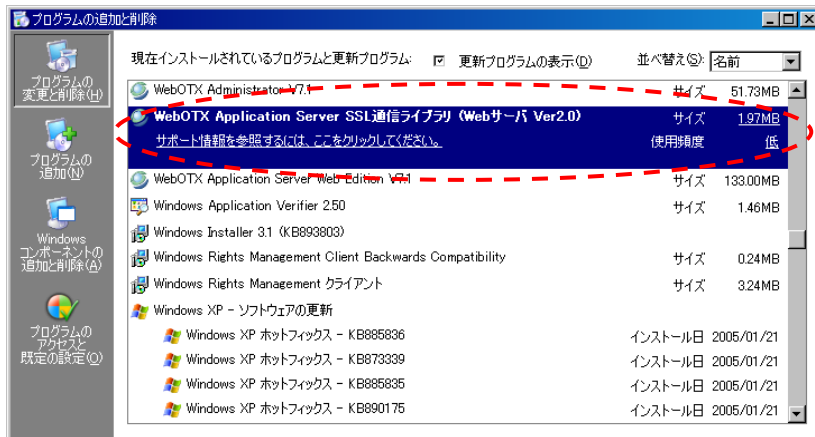 プログラムの追加と削除
プログラムの
変更と削除(H)
プログラムの
追加(N)
Windows
コンポーネントの
追加と削除(A)
プログラムの
アクセスと
既定の設定(O)
現在インストールされているプログラムと更新プログラム: 更新プログラムの表示(D) 並べ替え(S): 名前
WebOTX Administrator V7.1 サイズ 51.73MB
WebOTX Application Server SSL通信ライブラリ (Webサーバ Ver2.0) サイズ 1.97MB
サポート情報を参照するには、ここをクリックしてください。 使用頻度 低
WebOTX Application Server Web Edition V7.1 サイズ 133.00MB
Windows Application Verifier 2.50 サイズ 1.46MB
Windows Installer 3.1 (KB893803)
Windows Rights Management Client Backwards Compatibility サイズ 0.24MB
Windows Rights Management クライアント サイズ 3.24MB
Windows XP - ソフトウェアの更新
Windows XP ホットフィックス - KB885836 インストール日 2005/01/21
Windows XP ホットフィックス - KB873339 インストール日 2005/01/21
Windows XP ホットフィックス - KB885835 インストール日 2005/01/21
Windows XP ホットフィックス - KB890175 インストール日 2005/01/21